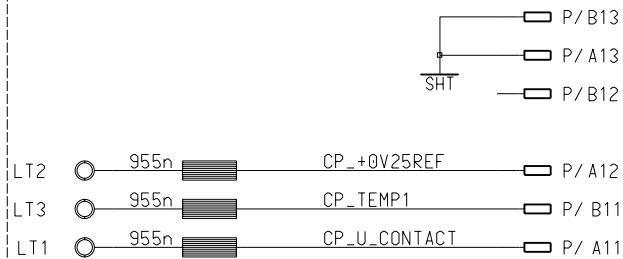 P/B13
P/A13
SHT
P/B12
LT2 955n CP_+0V25REF P/A12
LT3 955n CP_TEMP1 P/B11
LT1 955n CP_U_CONTACT P/A11